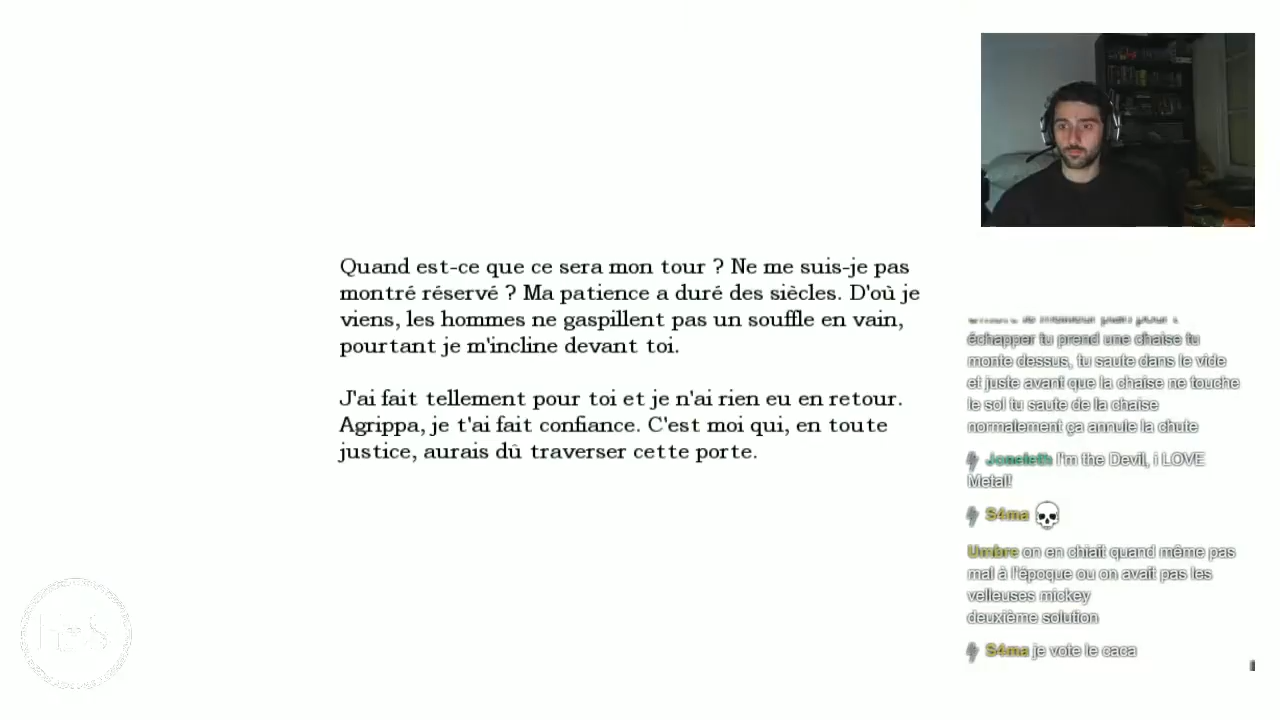 Quand est-ce que ce sera mon tour ? Ne me suis-je pas
montré réservé ? Ma patience a duré des siècles. D'où je
viens, les hommes ne gaspillent pas un souffle en vain,
pourtant je m'incline devant toi.
J'ai fait tellement pour toi et je n'ai rien eu en retour.
Agrippa, je t'ai fait confiance. C'est moi qui, en toute
justice, aurais dû traverser cette porte.
échapper tu prend une chaise tu
monte dessus, tu saute dans le vide
et juste avant que la chaise ne touche
le sol tu saute de la chaise
normalement ça annule la chute
I'm the Devil, i LOVE
Metal!
S4ma
Umbre on en chiait quand même pas
mal à l'époque ou on avait pas les
velleuses mickey
deuxième solution
S4ma je vote le caca